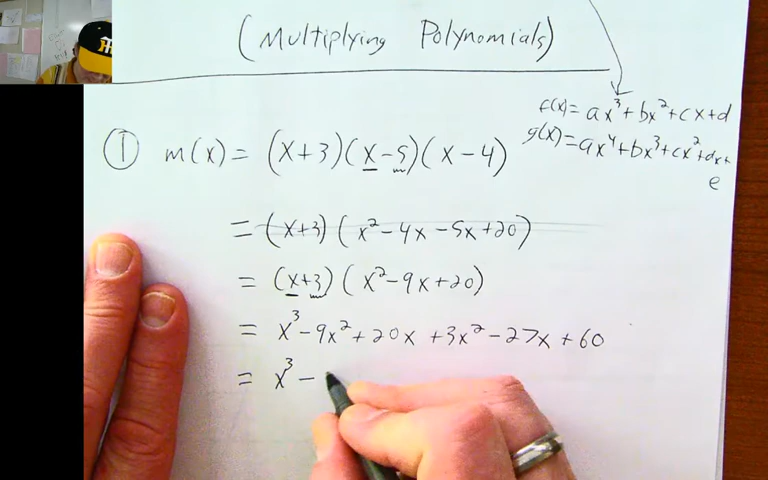 (Multiplying Polynomials)
f(x)= ax³+bx²+cx+d
g(x)=ax⁴+bx³+cx²+dx+
e
① m(x) = (x+3)(x-5)(x-4)
= (x+3)(x²-4x-5x+20)
= (x+3)(x²-9x+20)
= x³-9x²+20x+3x²-27x+60
= x³-